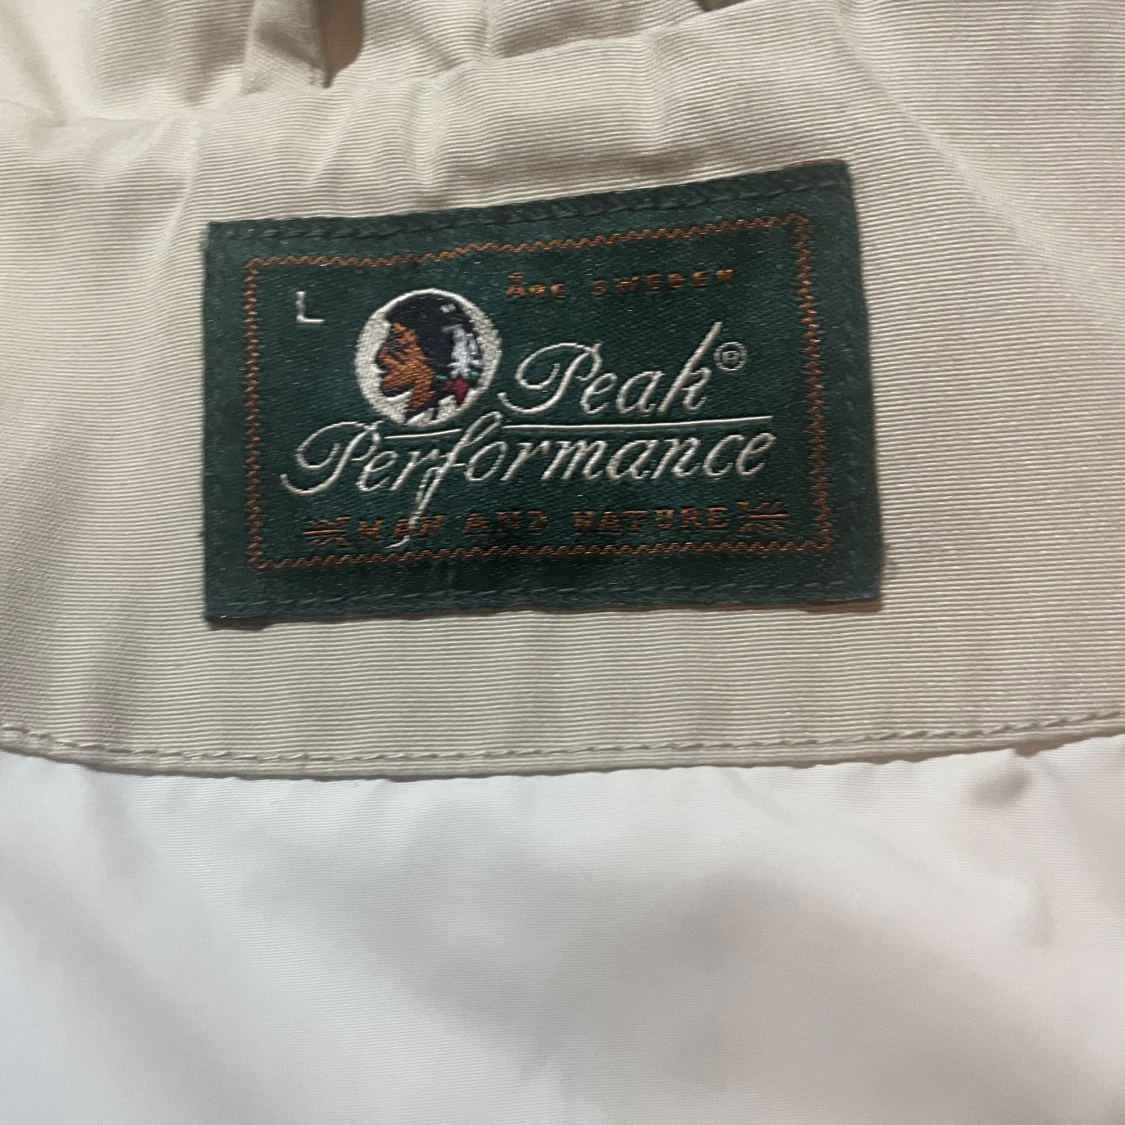 L
Åre SWEDEN
Peak®
Performance
MAN AND NATURE